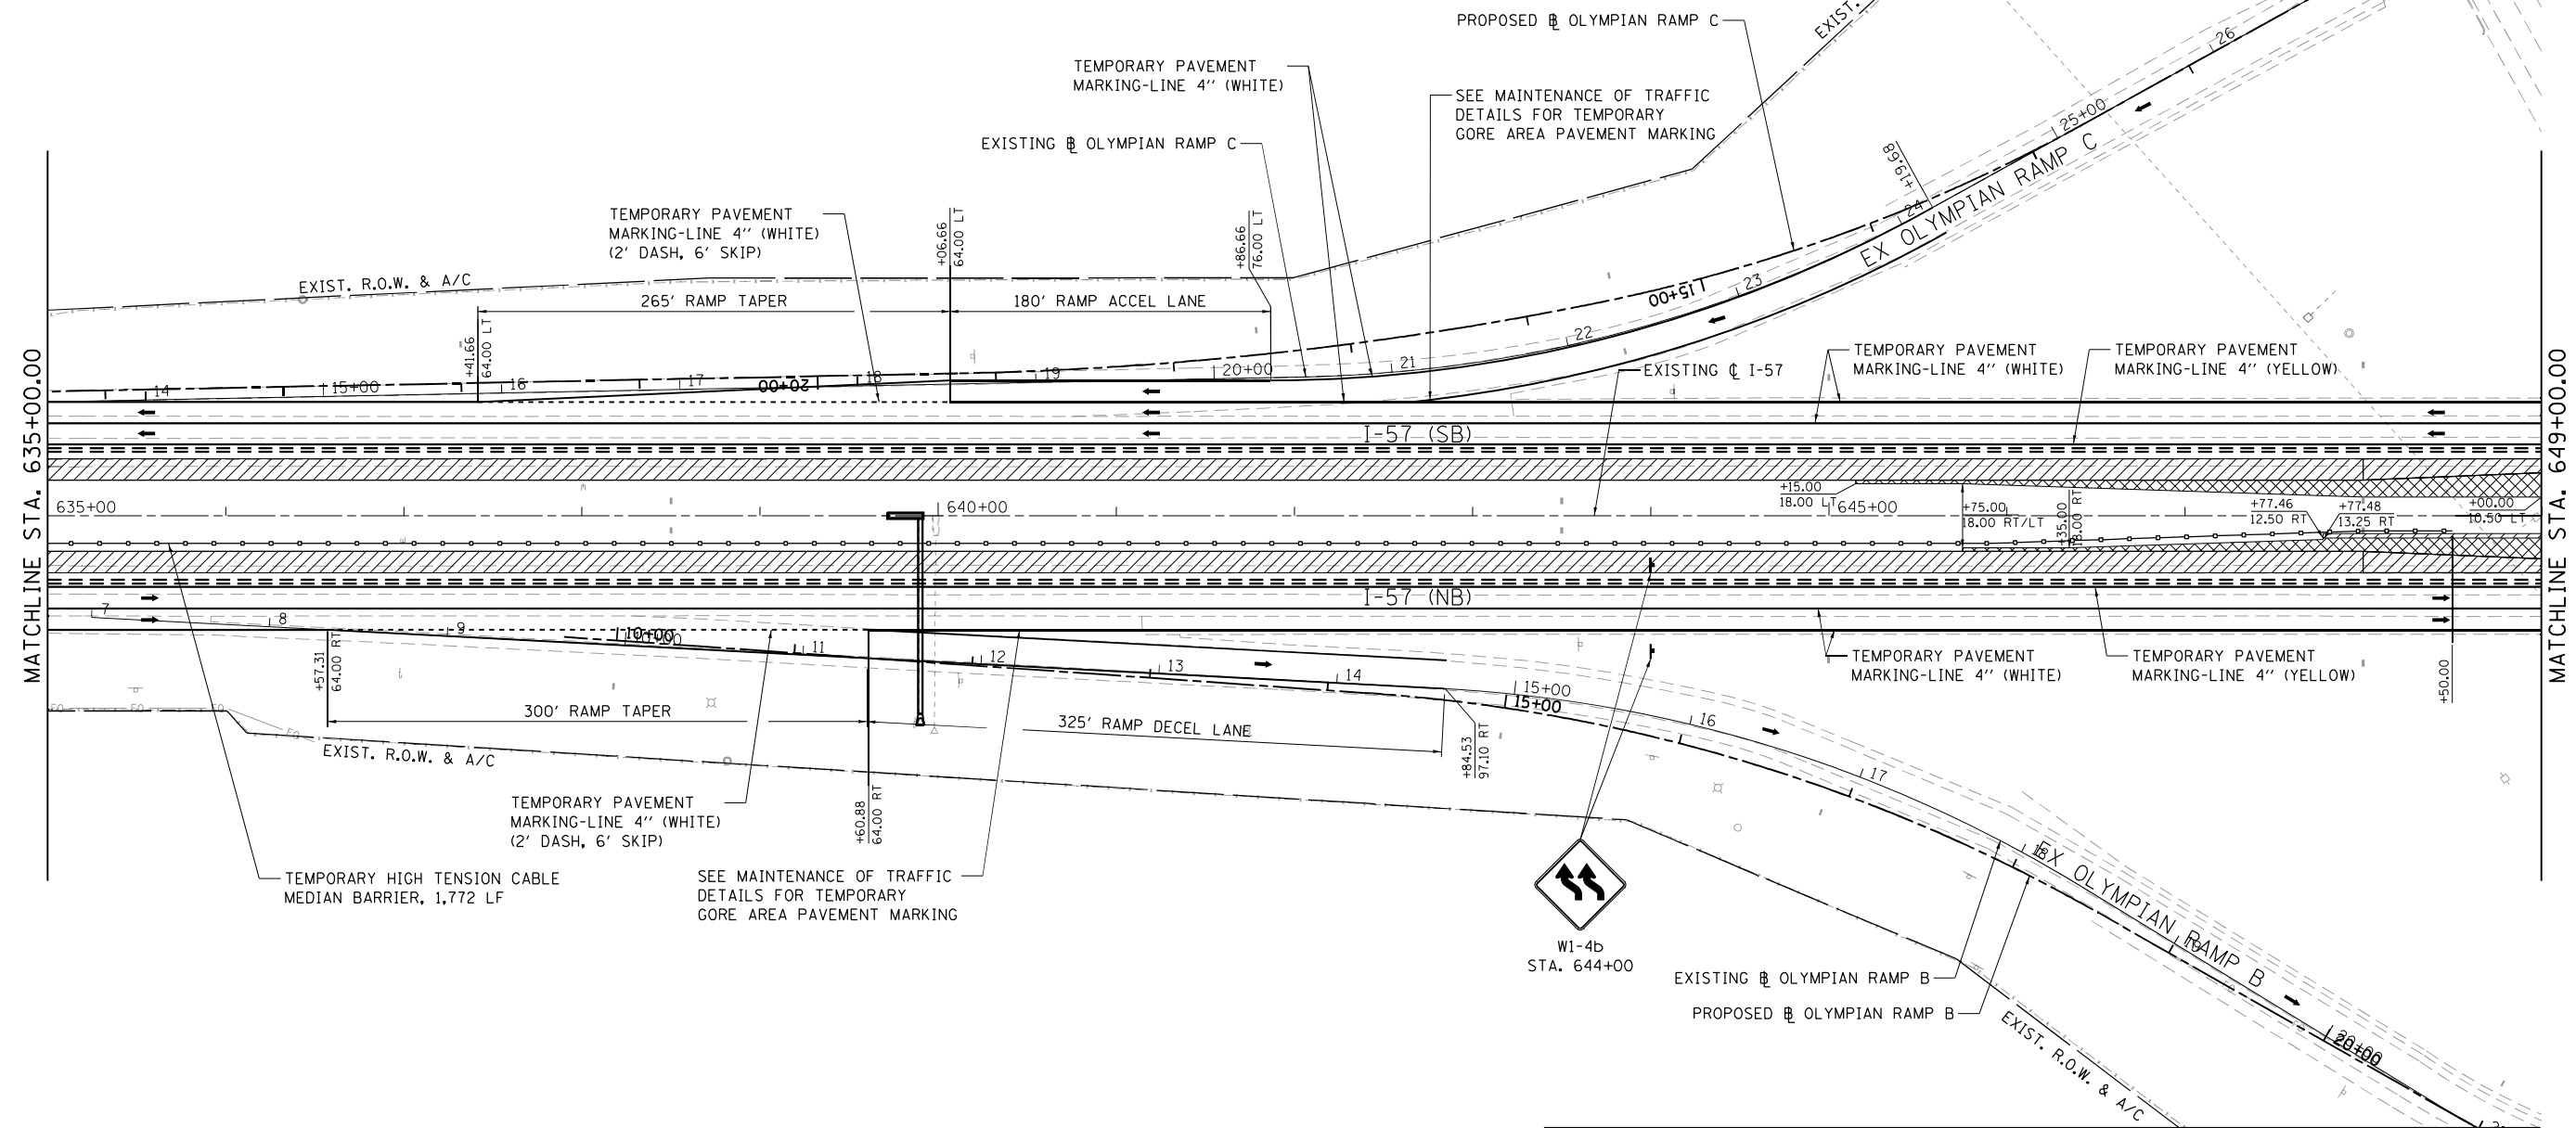 PROPOSED ⅊ OLYMPIAN RAMP C
EXIST.
26
TEMPORARY PAVEMENT
MARKING-LINE 4'' (WHITE)
SEE MAINTENANCE OF TRAFFIC
DETAILS FOR TEMPORARY
GORE AREA PAVEMENT MARKING
25+00
EXISTING ⅊ OLYMPIAN RAMP C
+19.68
EX OLYMPIAN RAMP C
24
TEMPORARY PAVEMENT
MARKING-LINE 4'' (WHITE)
(2' DASH, 6' SKIP)
+06.66
64.00 LT
+86.66
76.00 LT
EXIST. R.O.W. & A/C
265' RAMP TAPER
180' RAMP ACCEL LANE
15+00
23
22
+41.66
64.00 LT
TEMPORARY PAVEMENT
MARKING-LINE 4'' (WHITE)
TEMPORARY PAVEMENT
MARKING-LINE 4'' (YELLOW)
EXISTING ℄ I-57
14
15+00
16
17
20+00
18
19
20+00
21
MATCHLINE STA. 635+00.00
MATCHLINE STA. 649+00.00
I-57 (SB)
635+00
640+00
645+00
+15.00
18.00 LT
+75.00
18.00 RT/LT
+35.00
18.00 RT
+77.46
12.50 RT
+77.48
13.25 RT
+00.00
10.50 LT
I-57 (NB)
7
8
9
10+00
11
12
13
14
15+00
15+00
16
17
18
19
20+00
+57.31
64.00 RT
TEMPORARY PAVEMENT
MARKING-LINE 4'' (WHITE)
TEMPORARY PAVEMENT
MARKING-LINE 4'' (YELLOW)
+50.00
300' RAMP TAPER
325' RAMP DECEL LANE
+84.53
97.10 RT
EXIST. R.O.W. & A/C
+60.88
64.00 RT
TEMPORARY PAVEMENT
MARKING-LINE 4'' (WHITE)
(2' DASH, 6' SKIP)
TEMPORARY HIGH TENSION CABLE
MEDIAN BARRIER, 1,772 LF
SEE MAINTENANCE OF TRAFFIC
DETAILS FOR TEMPORARY
GORE AREA PAVEMENT MARKING
W1-4b
STA. 644+00
EX OLYMPIAN RAMP B
EXISTING ⅊ OLYMPIAN RAMP B
PROPOSED ⅊ OLYMPIAN RAMP B
EXIST. R.O.W. & A/C